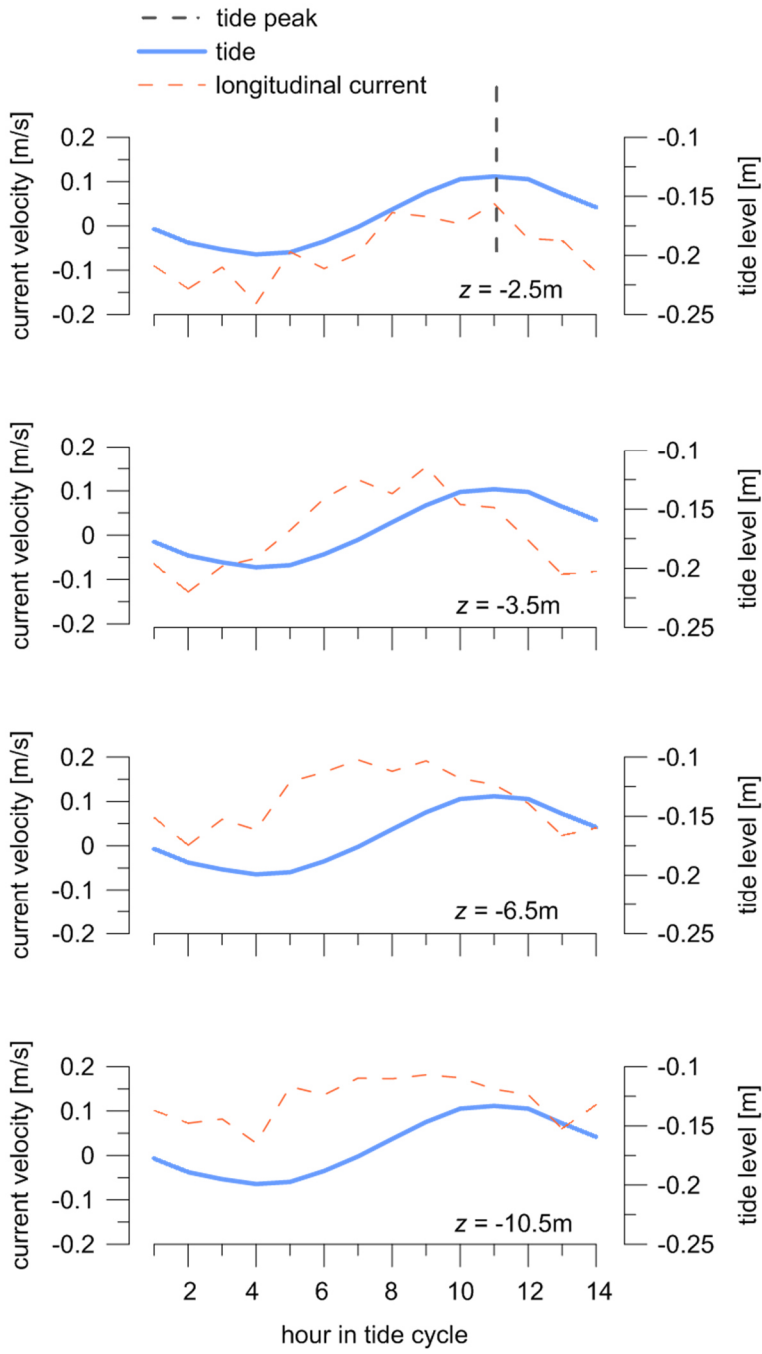 tide peak
tide
longitudinal current
current velocity [m/s]
0.2
0.1
0
-0.1
-0.2
-0.1
-0.15
-0.2
-0.25
tide level [m]
z = -2.5m
current velocity [m/s]
0.2
0.1
0
-0.1
-0.2
-0.1
-0.15
-0.2
-0.25
tide level [m]
z = -3.5m
current velocity [m/s]
0.2
0.1
0
-0.1
-0.2
-0.1
-0.15
-0.2
-0.25
tide level [m]
z = -6.5m
current velocity [m/s]
0.2
0.1
0
-0.1
-0.2
-0.1
-0.15
-0.2
-0.25
tide level [m]
z = -10.5m
2 4 6 8 10 12 14
hour in tide cycle